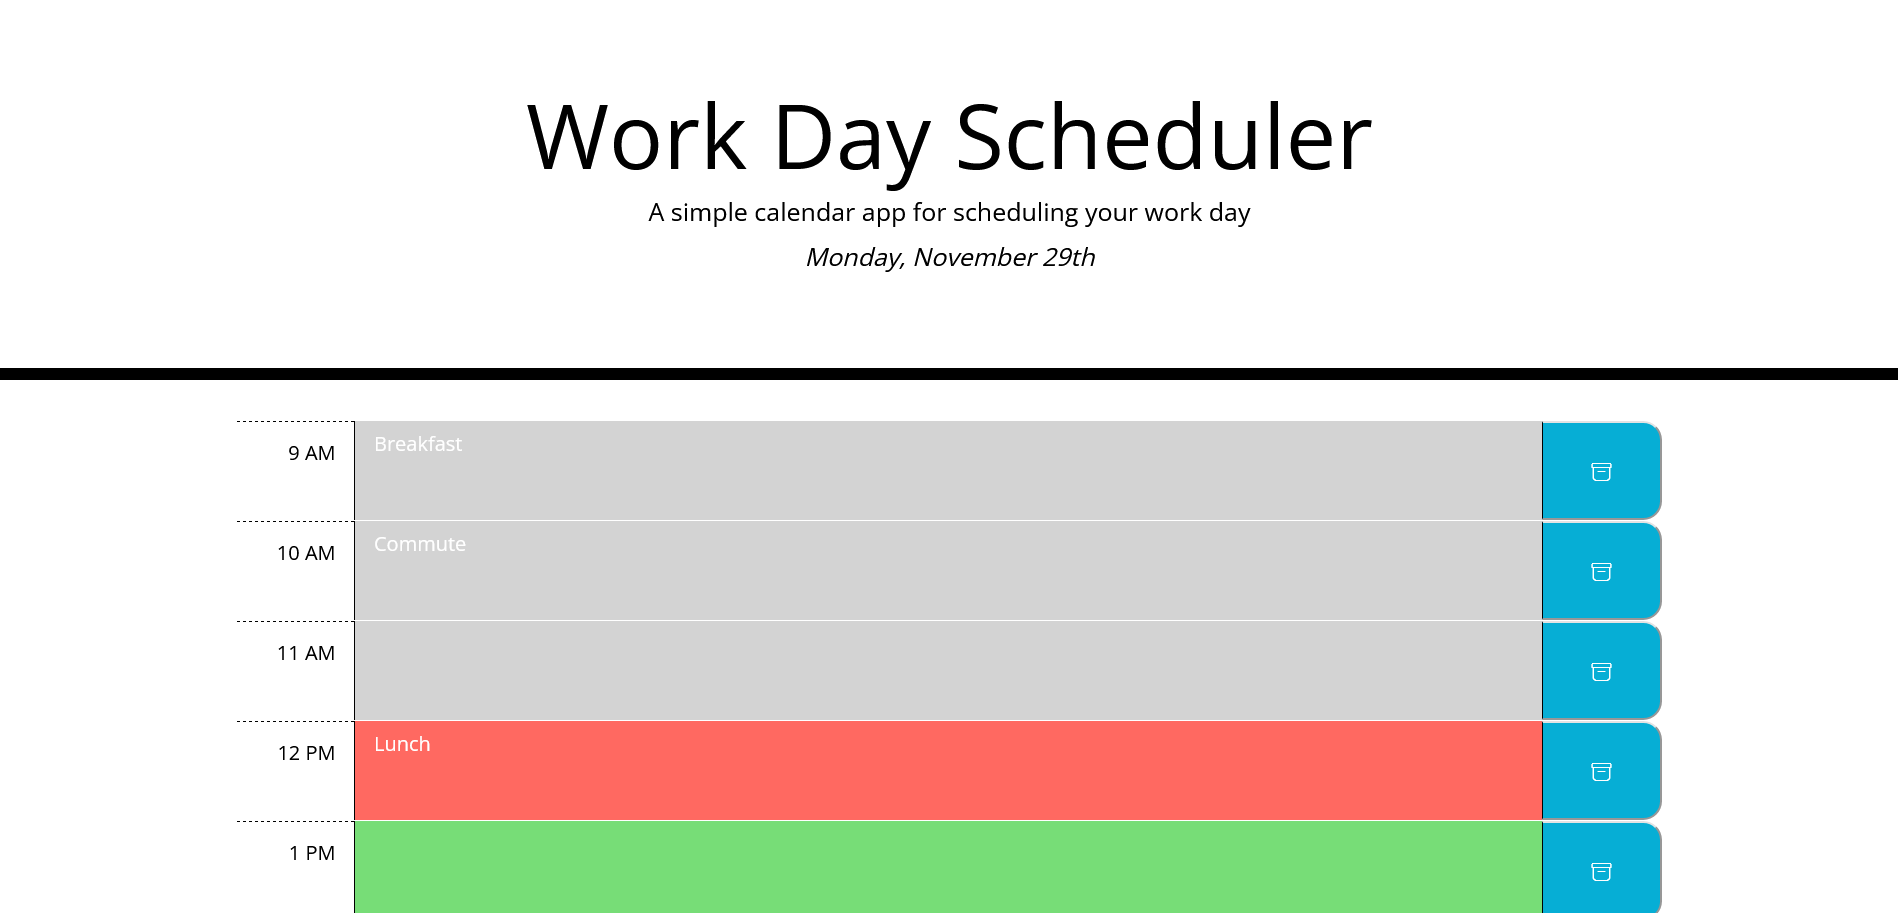 Work Day Scheduler
A simple calendar app for scheduling your work day
Monday, November 29th
9 AM
Breakfast
10 AM
Commute
11 AM
12 PM
Lunch
1 PM